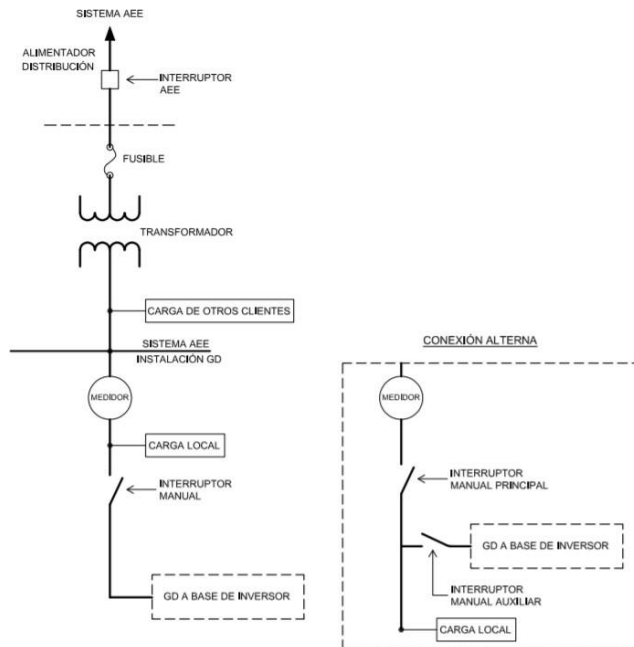 SISTEMA AEE
ALIMENTADOR
DISTRIBUCIÓN
INTERRUPTOR
AEE
FUSIBLE
TRANSFORMADOR
CARGA DE OTROS CLIENTES
SISTEMA AEE
INSTALACIÓN GD
MEDIDOR
CARGA LOCAL
INTERRUPTOR
MANUAL
GD A BASE DE INVERSOR
CONEXIÓN ALTERNA
MEDIDOR
INTERRUPTOR
MANUAL PRINCIPAL
GD A BASE DE INVERSOR
INTERRUPTOR
MANUAL AUXILIAR
CARGA LOCAL